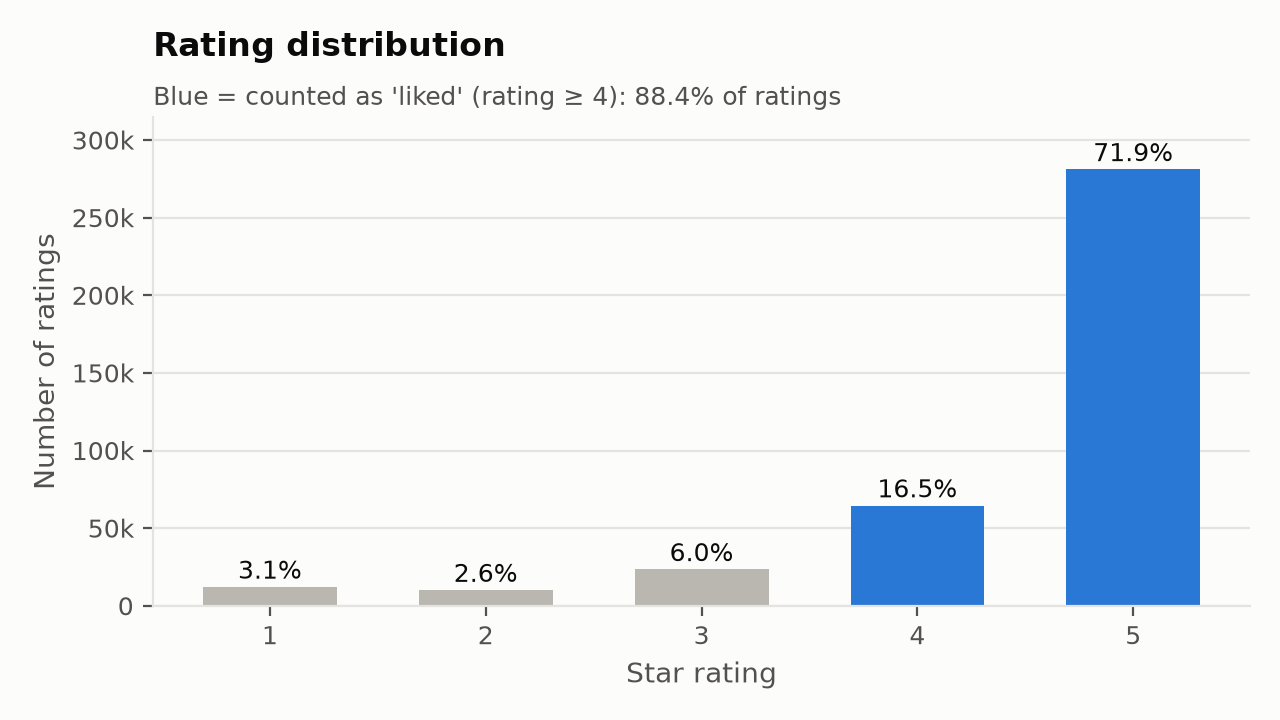 Rating distribution
Blue = counted as 'liked' (rating ≥ 4): 88.4% of ratings
Number of ratings
300k
250k
200k
150k
100k
50k
0
3.1%
2.6%
6.0%
16.5%
71.9%
1
2
3
4
5
Star rating